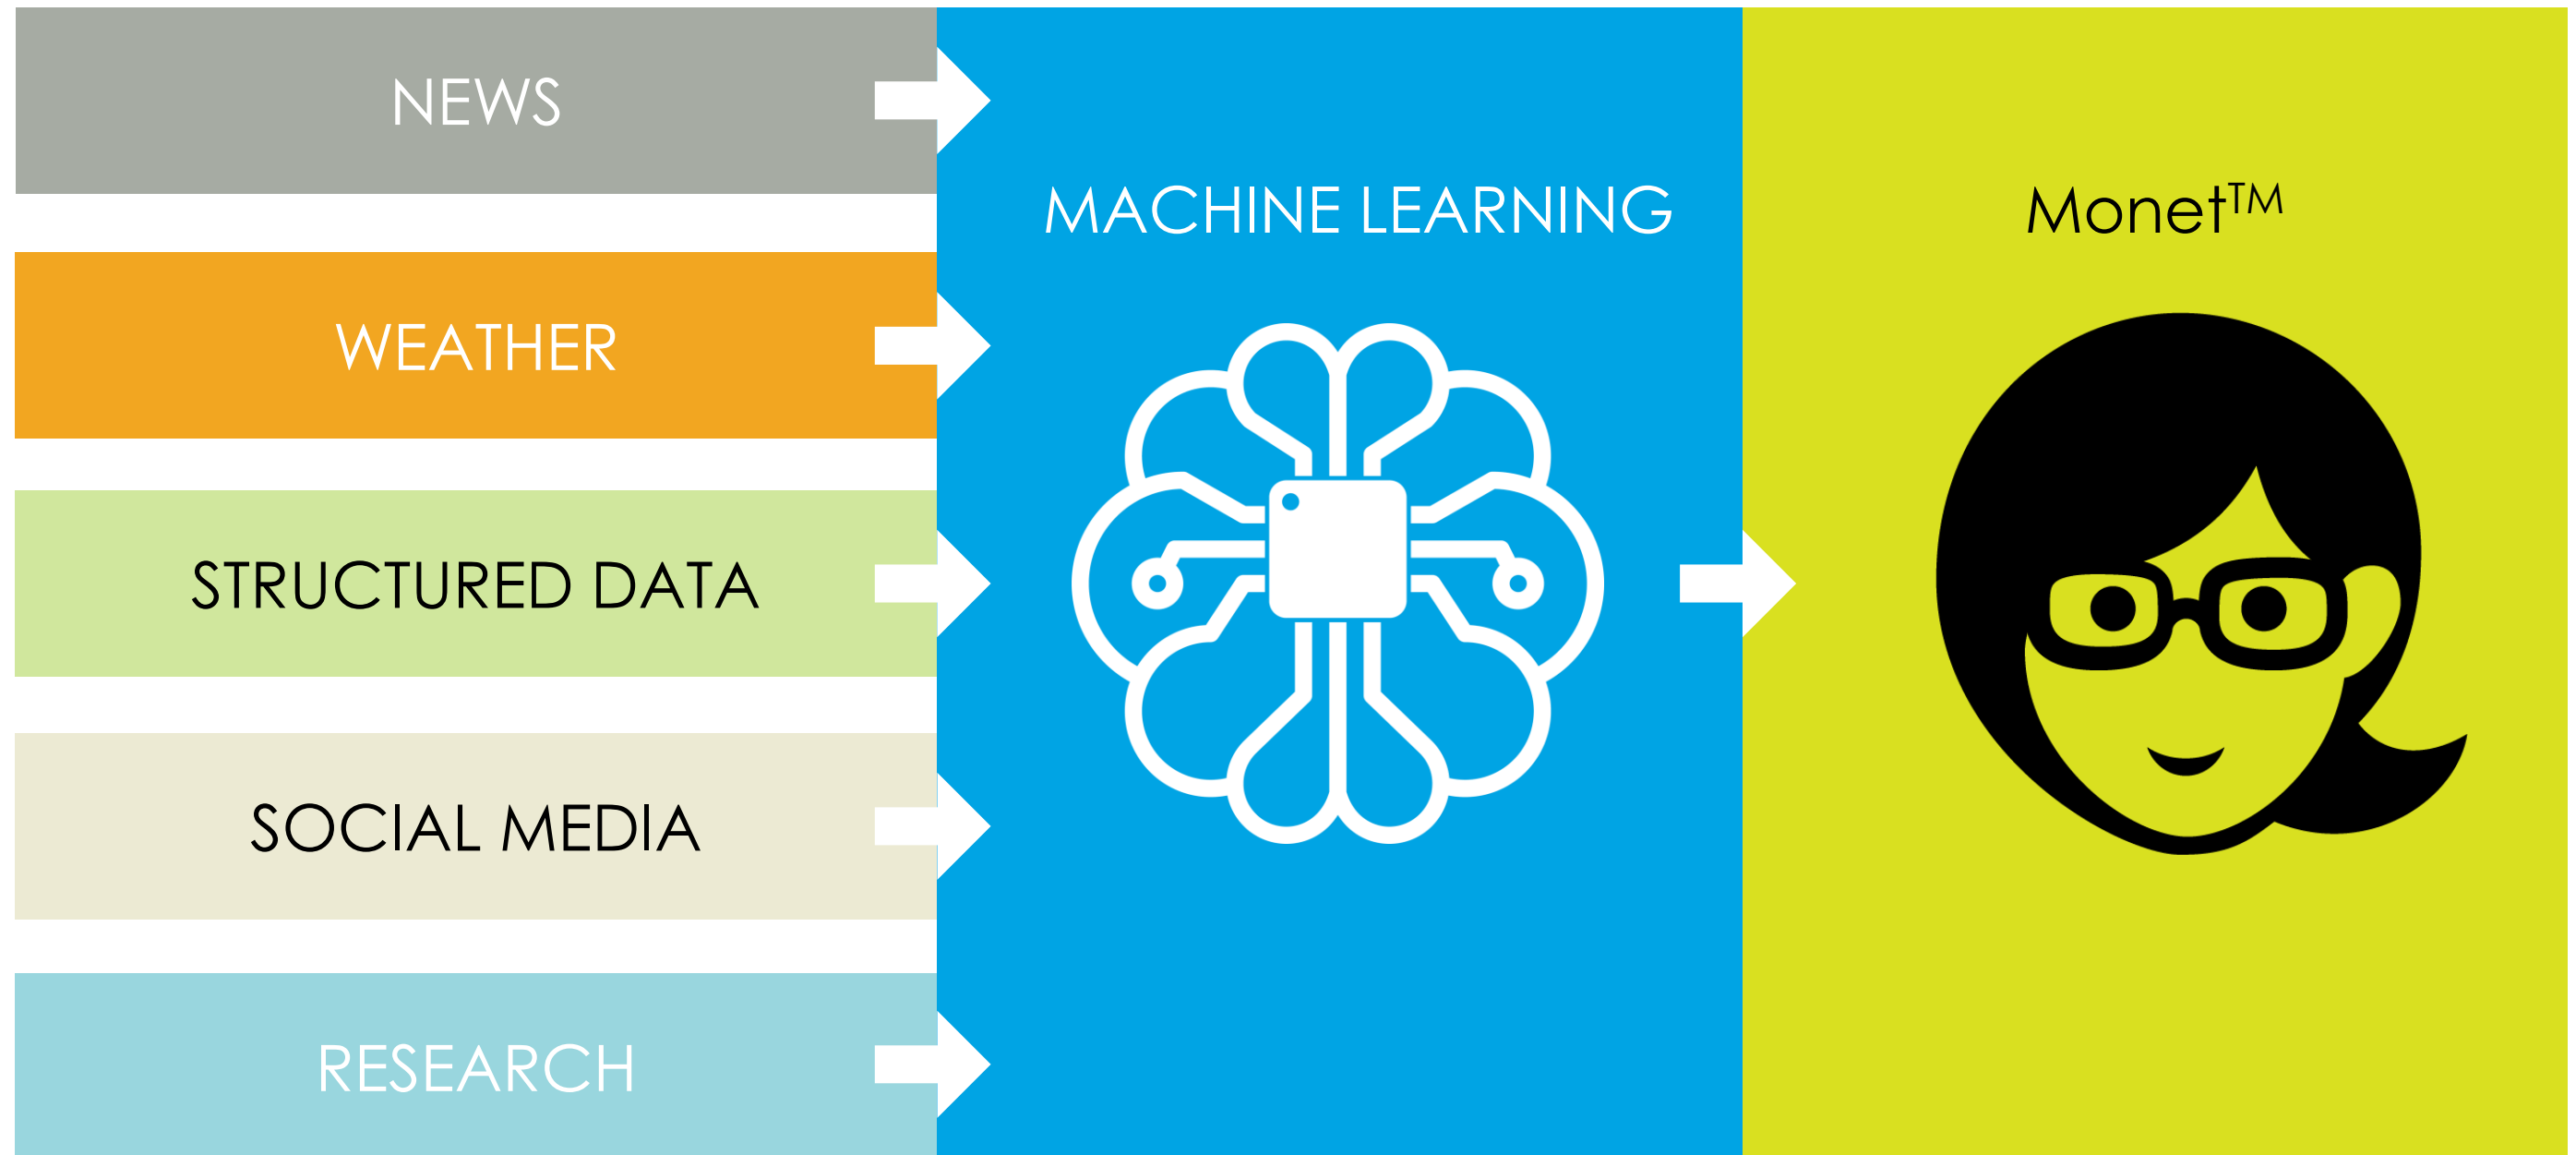 NEWS
WEATHER
STRUCTURED DATA
SOCIAL MEDIA
RESEARCH
MACHINE LEARNING
Monet™